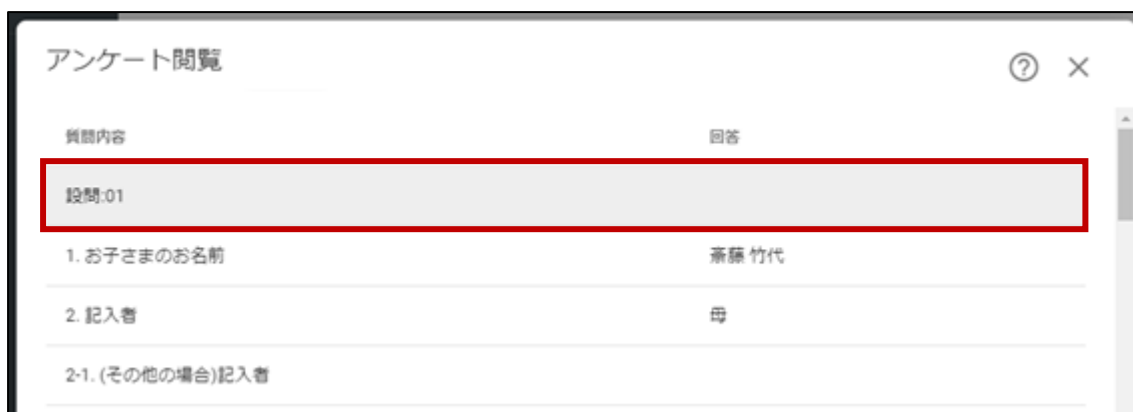 アンケート閲覧
質問内容 回答
設問:01
1. お子さまのお名前 斎藤 竹代
2. 記入者 母
2-1. (その他の場合)記入者